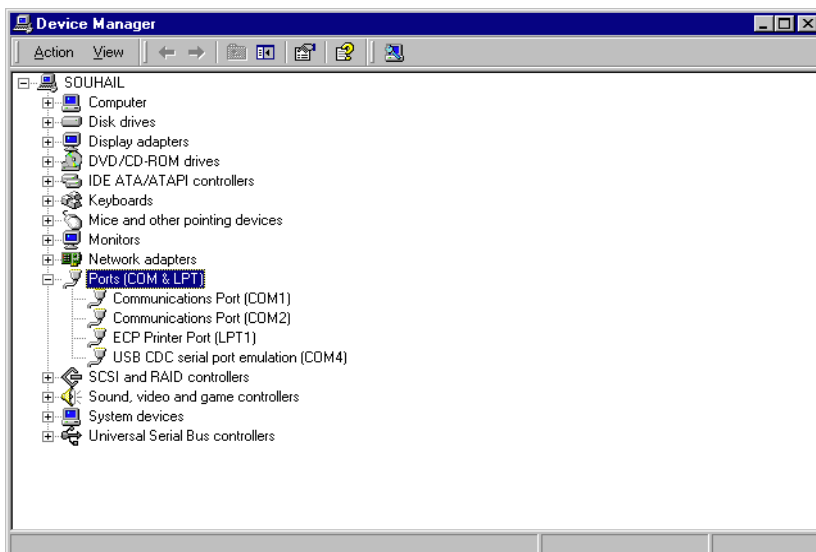 Device Manager
Action View
SOUHAIL
Computer
Disk drives
Display adapters
DVD/CD-ROM drives
IDE ATA/ATAPI controllers
Keyboards
Mice and other pointing devices
Monitors
Network adapters
Ports (COM & LPT)
Communications Port (COM1)
Communications Port (COM2)
ECP Printer Port (LPT1)
USB CDC serial port emulation (COM4)
SCSI and RAID controllers
Sound, video and game controllers
System devices
Universal Serial Bus controllers